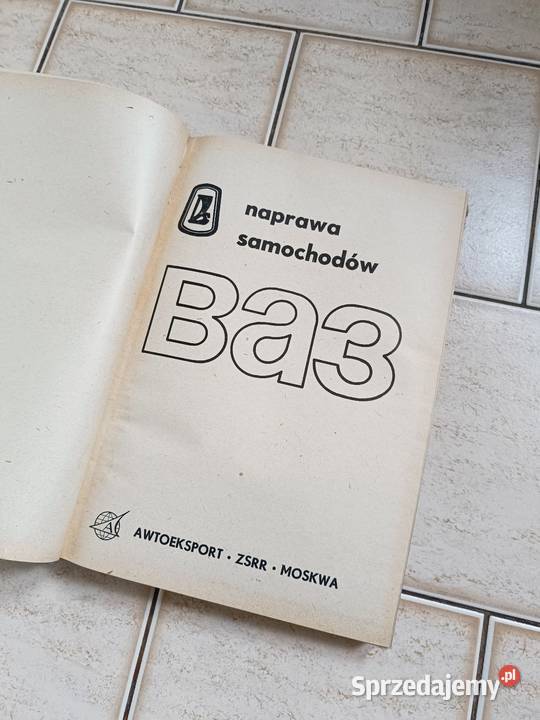 naprawa
samochodów
ваз
AWTOEKSPORT · ZSRR · MOSKWA
Sprzedajemy.pl